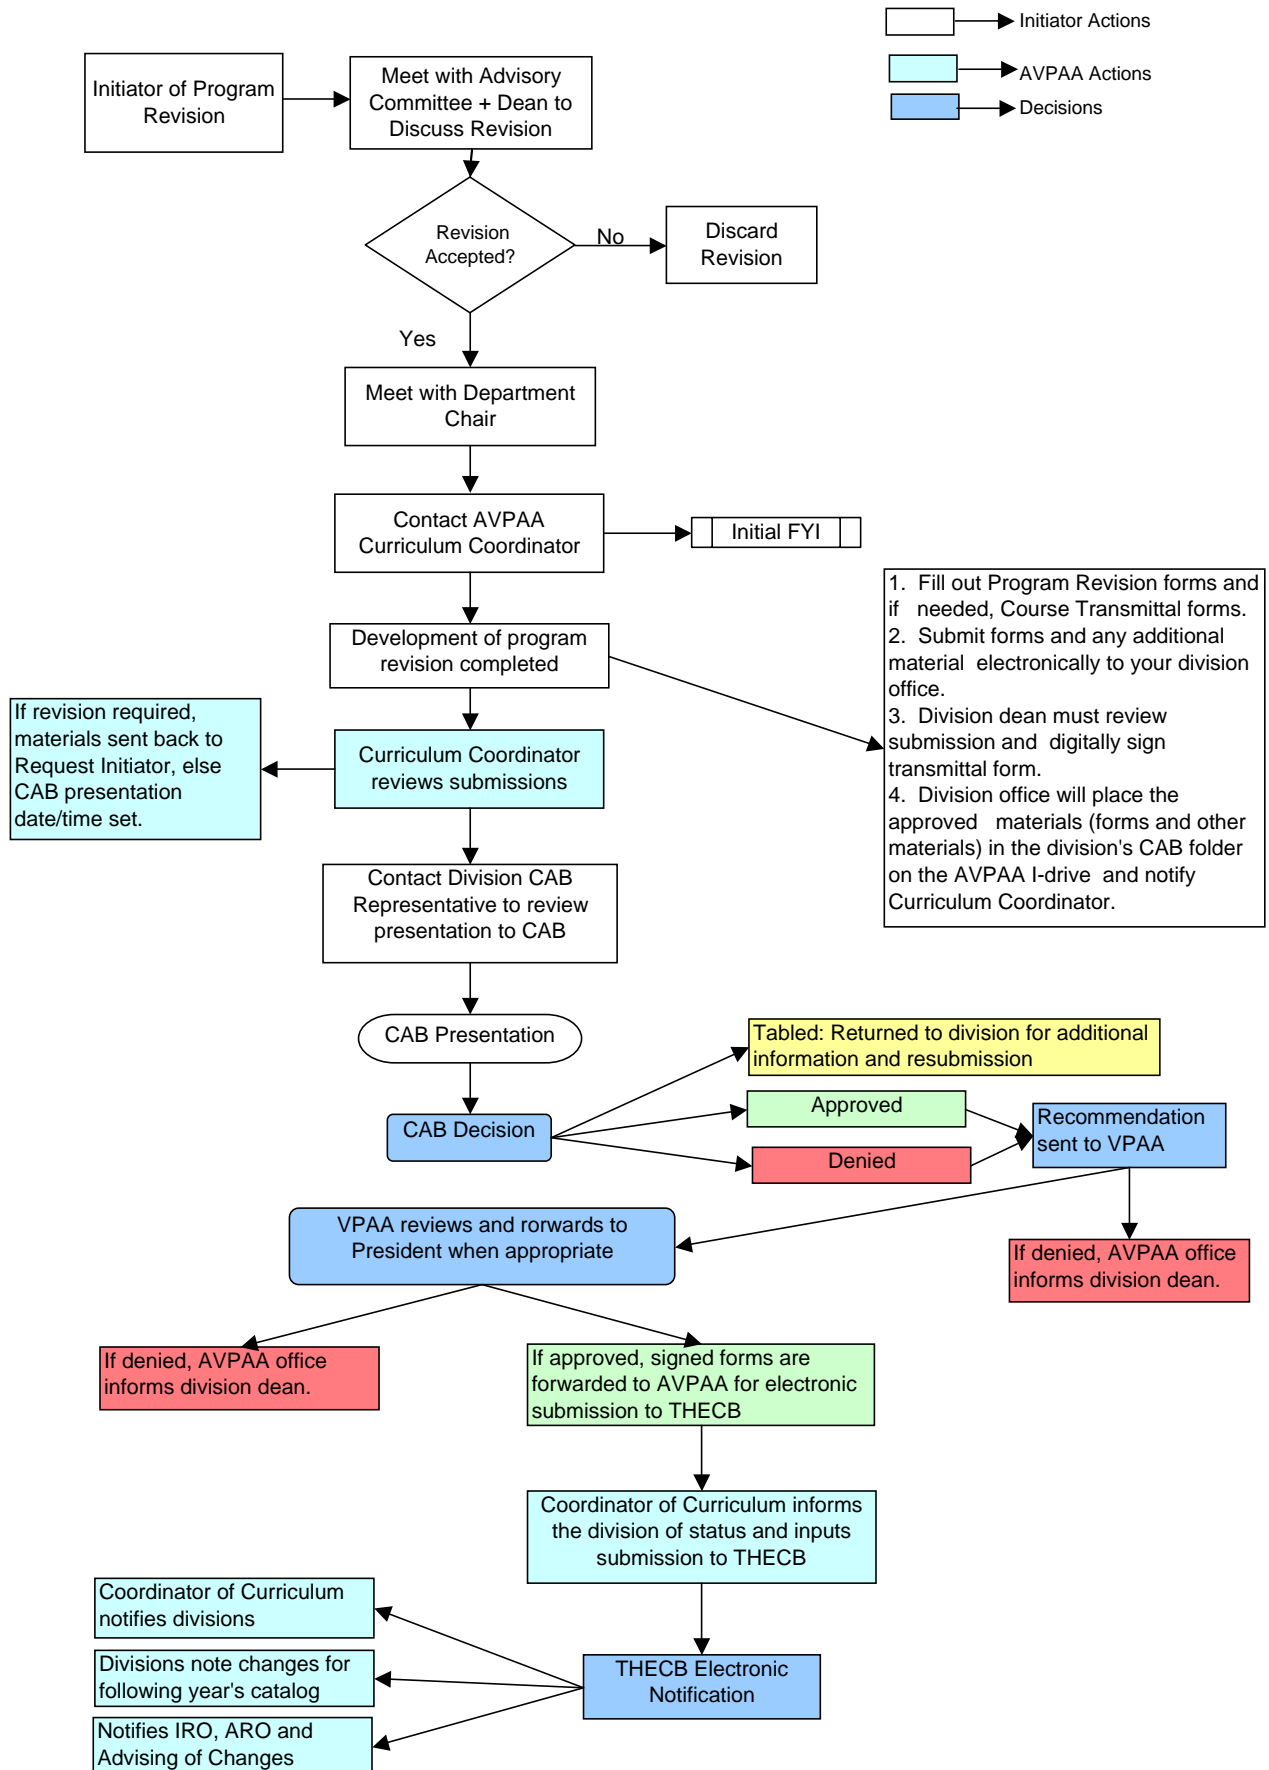 Initiator Actions
AVPAA Actions
Decisions
Initiator of Program
Revision
Meet with Advisory
Committee + Dean to
Discuss Revision
Revision
Accepted?
No
Discard
Revision
Yes
Meet with Department
Chair
Contact AVPAA
Curriculum Coordinator
Initial FYI
Development of program
revision completed
1. Fill out Program Revision forms and
if needed, Course Transmittal forms.
2. Submit forms and any additional
material electronically to your division
office.
3. Division dean must review
submission and digitally sign
transmittal form.
4. Division office will place the
approved materials (forms and other
materials) in the division's CAB folder
on the AVPAA I-drive and notify
Curriculum Coordinator.
If revision required,
materials sent back to
Request Initiator, else
CAB presentation
date/time set.
Curriculum Coordinator
reviews submissions
Contact Division CAB
Representative to review
presentation to CAB
CAB Presentation
Tabled: Returned to division for additional
information and resubmission
CAB Decision
Approved
Denied
Recommendation
sent to VPAA
VPAA reviews and rorwards to
President when appropriate
If denied, AVPAA office
informs division dean.
If denied, AVPAA office
informs division dean.
If approved, signed forms are
forwarded to AVPAA for electronic
submission to THECB
Coordinator of Curriculum informs
the division of status and inputs
submission to THECB
Coordinator of Curriculum
notifies divisions
Divisions note changes for
following year's catalog
Notifies IRO, ARO and
Advising of Changes
THECB Electronic
Notification